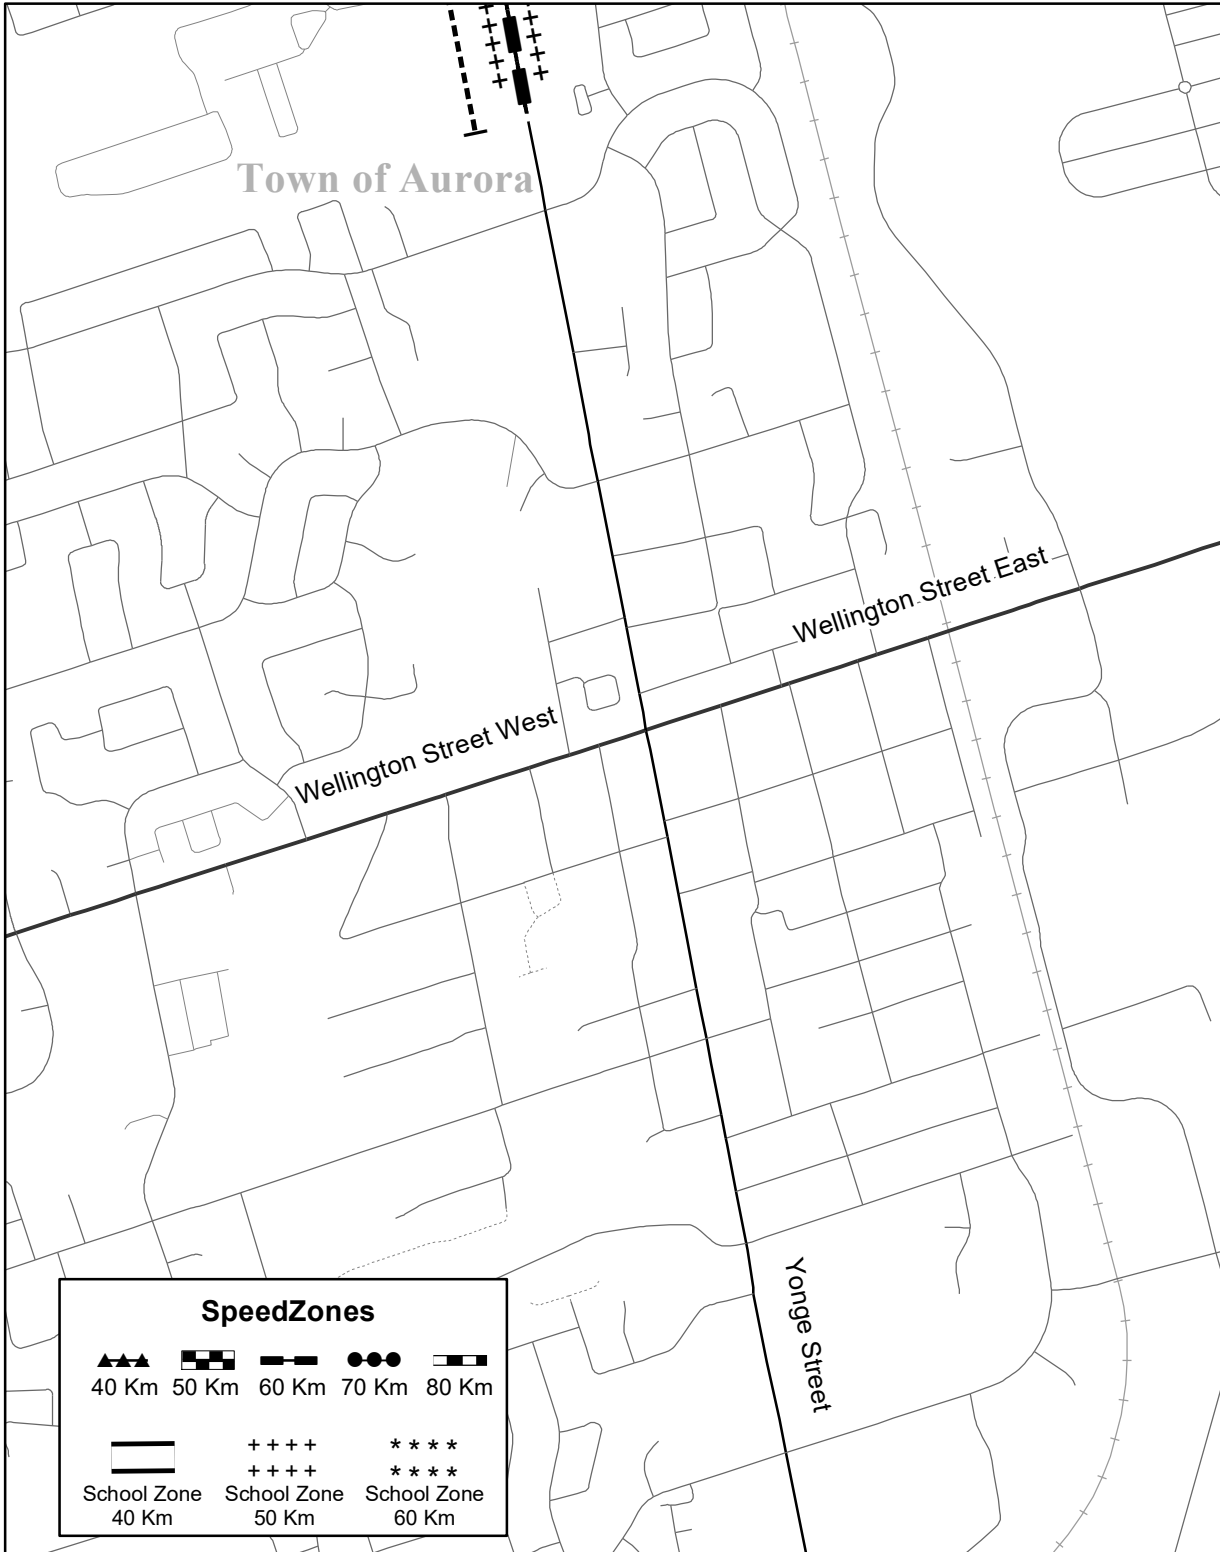 Town of Aurora
Wellington Street East
Wellington Street West
Yonge Street
SpeedZones
40 Km 50 Km 60 Km 70 Km 80 Km
School Zone School Zone School Zone
40 Km 50 Km 60 Km